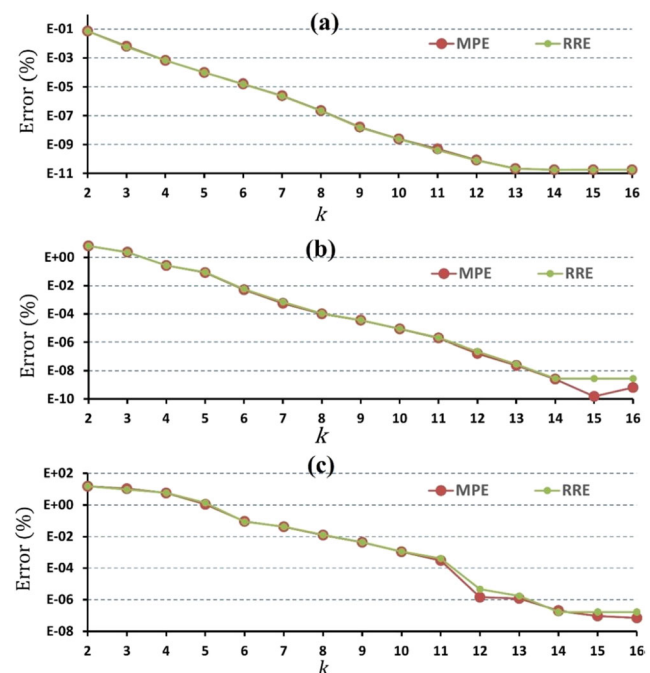 (a)
MPE RRE
Error (%)
E-01
E-03
E-05
E-07
E-09
E-11
2 3 4 5 6 7 8 9 10 11 12 13 14 15 16
k
(b)
MPE RRE
Error (%)
E+00
E-02
E-04
E-06
E-08
E-10
2 3 4 5 6 7 8 9 10 11 12 13 14 15 16
k
(c)
MPE RRE
Error (%)
E+02
E+00
E-02
E-04
E-06
E-08
2 3 4 5 6 7 8 9 10 11 12 13 14 15 16
k